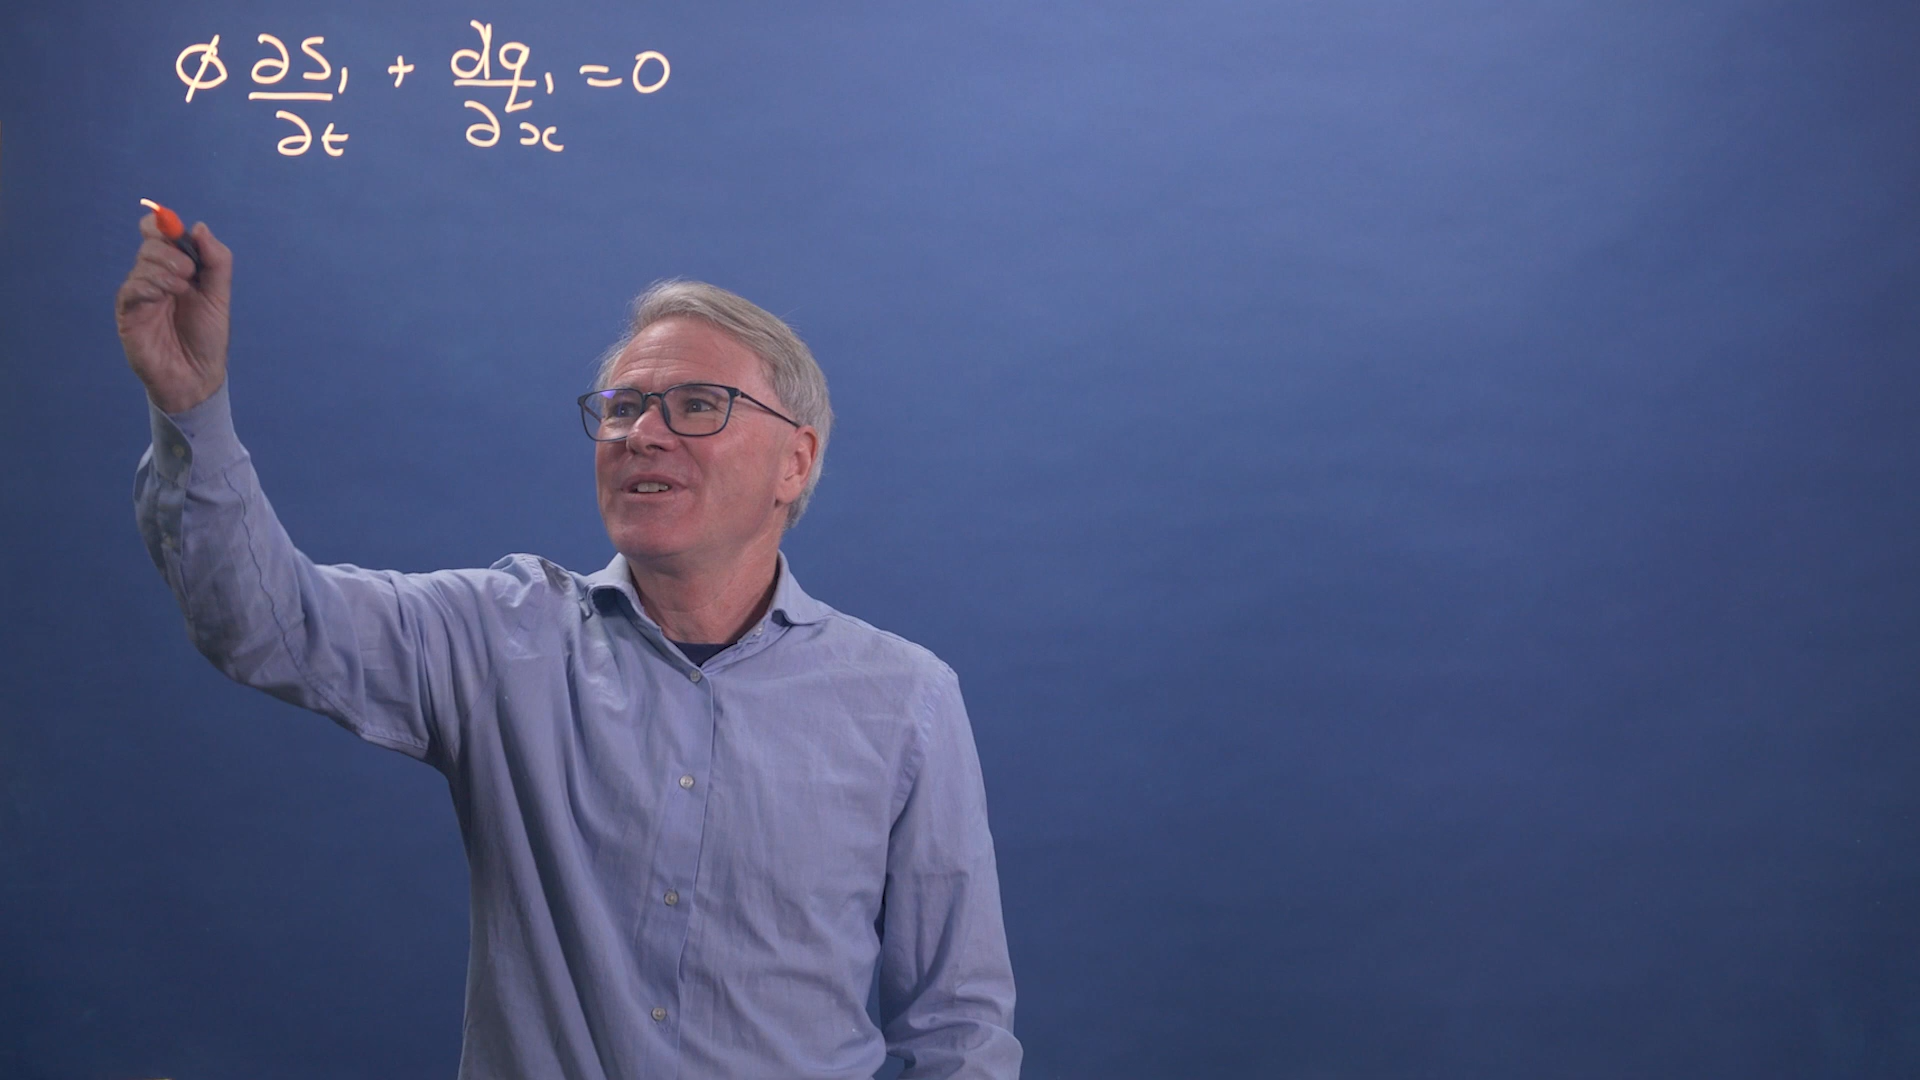 ϕ ∂S₁/∂t + ∂q₁/∂x = 0